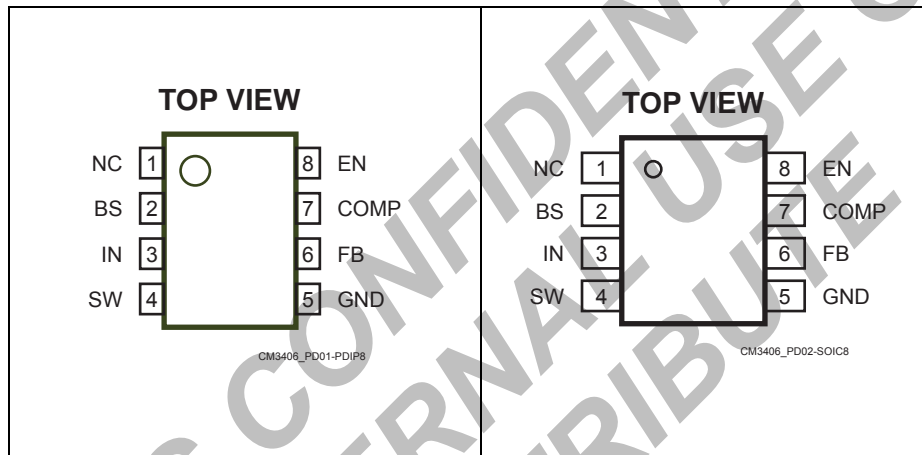 TOP VIEW
NC 1 8 EN
BS 2 7 COMP
IN 3 6 FB
SW 4 5 GND
CM3406_PD01-PDIP8
TOP VIEW
NC 1 8 EN
BS 2 7 COMP
IN 3 6 FB
SW 4 5 GND
CM3406_PD02-SOIC8